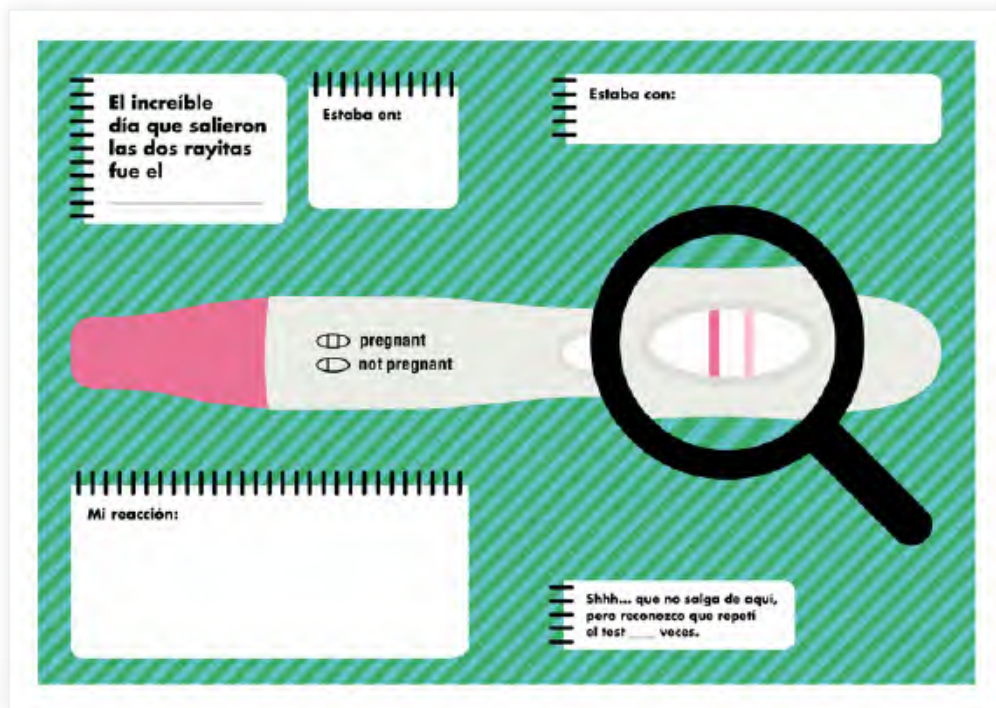 El increíble
día que salieron
las dos rayitas
fue el
Estaba en:
Estaba con:
pregnant
not pregnant
Mi reacción:
Shhh... que no salga de aquí,
pero reconozco que repetí
el test ____ veces.